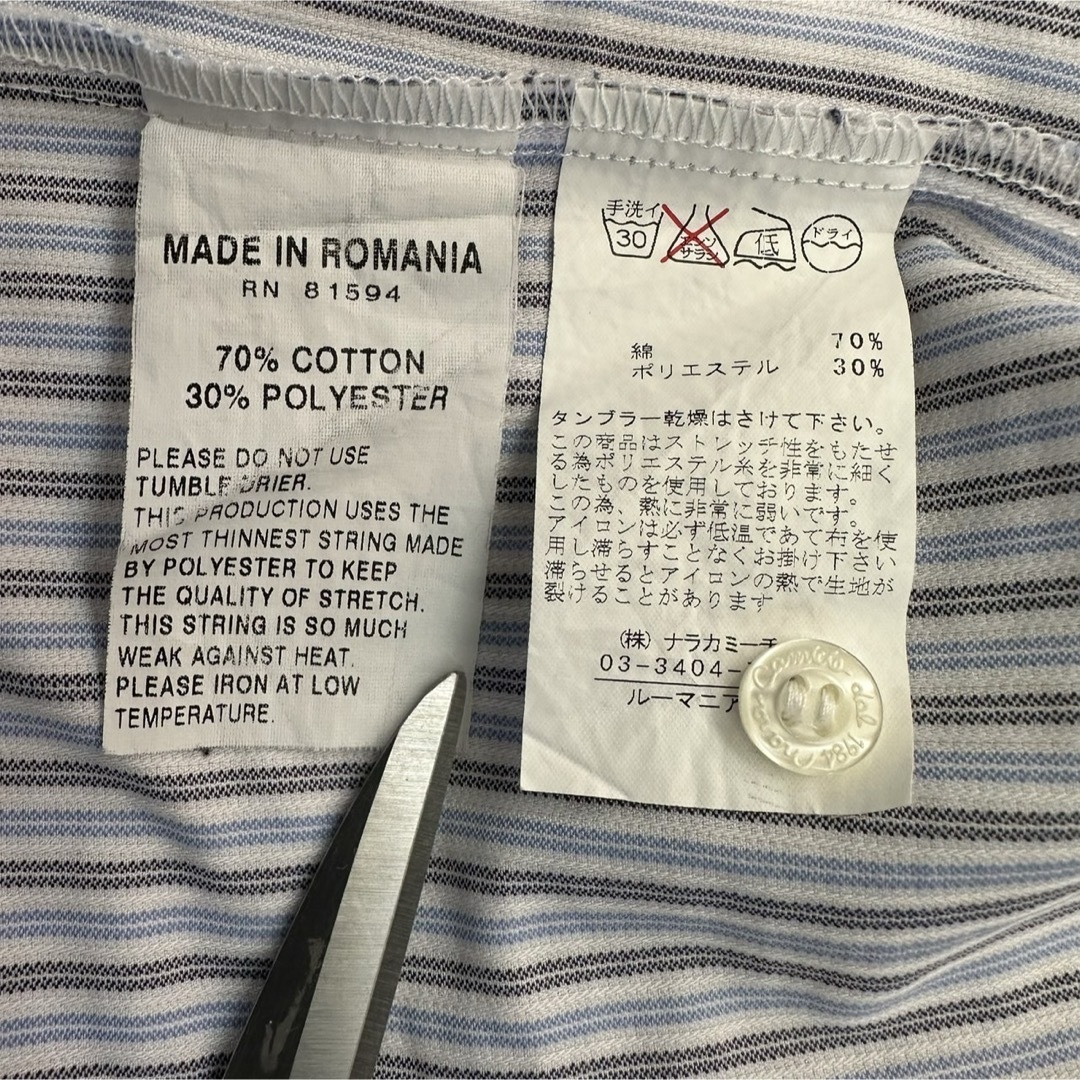 MADE IN ROMANIA
RN 81594
70% COTTON
30% POLYESTER
PLEASE DO NOT USE
TUMBLE DRIER.
THIS PRODUCTION USES THE
MOST THINNEST STRING MADE
BY POLYESTER TO KEEP
THE QUALITY OF STRETCH.
THIS STRING IS SO MUCH
WEAK AGAINST HEAT.
PLEASE IRON AT LOW
TEMPERATURE.
手洗イ
30
エンソ
サラシ
低
ドライ
綿 70%
ポリエステル 30%
タンブラー乾燥はさけて下さい。
この商品はストレッチ性をもたせ
る為ポリエステル糸を非常に細く
したものを使用しております。
この為、熱に非常に弱いです。
アイロンは必ず低温であて布を使
用し滞らすことなくお掛け下さい
滞らせるとアイロンの熱で生地が
裂けることがあります
(株) ナラカミーチ
03-3404-
ルーマニア
dal 1984